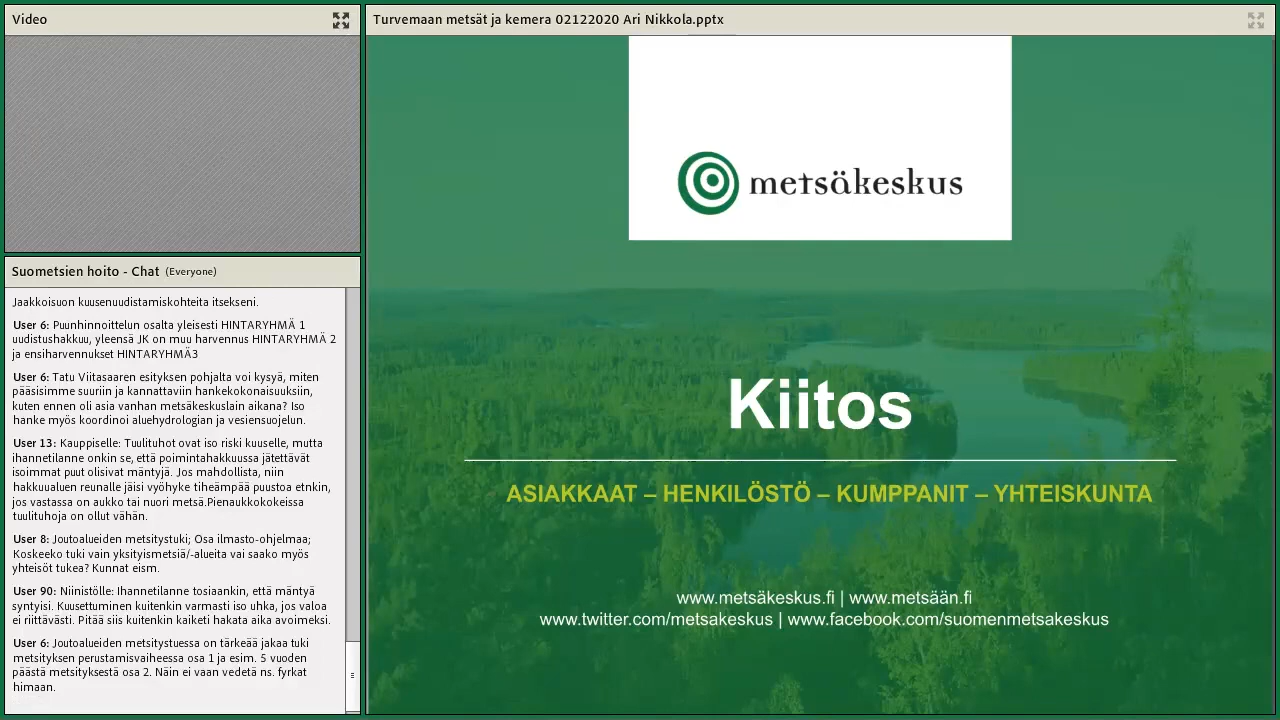 Video
Suometsien hoito - Chat (Everyone)
Jaakkoisuon kuusenuudistamiskohteita itsekseni.
User 6: Puunhinnoittelun osalta yleisesti HINTARYHMÄ 1
uudistushakkuu, yleensä JK on muu harvennus HINTARYHMÄ 2
ja ensiharvennukset HINTARYHMÄ3
User 6: Tatu Viitasaaren esityksen pohjalta voi kysyä, miten
pääsisimme suuriin ja kannattaviin hankekokonaisuuksiin,
kuten ennen oli asia vanhan metsäkeskuslain aikana? Iso
hanke myös koordinoi aluehydrologian ja vesiensuojelun.
User 13: Kauppiselle: Tuulituhot ovat iso riski kuuselle, mutta
ihannetilanne onkin se, että poimintahakkuussa jätettävät
isoimmat puut olisivat mäntyjä. Jos mahdollista, niin
hakkuualuen reunalle jäisi vyöhyke tiheämpää puustoa etnkin,
jos vastassa on aukko tai nuori metsä.Pienaukkokokeissa
tuulituhoja on ollut vähän.
User 8: Joutoalueiden metsitystuki; Osa ilmasto-ohjelmaa;
Koskeeko tuki vain yksityismetsiä/-alueita vai saako myös
yhteisöt tukea? Kunnat eism.
User 90: Niinistölle: Ihannetilanne tosiaankin, että mäntyä
syntyisi. Kuusettuminen kuitenkin varmasti iso uhka, jos valoa
ei riittävästi. Pitää siis kuitenkin kaiketi hakata aika avoimeksi.
User 6: Joutoalueiden metsitystuessa on tärkeää jakaa tuki
metsityksen perustamisvaiheessa osa 1 ja esim. 5 vuoden
päästä metsityksestä osa 2. Näin ei vaan vedetä ns. fyrkat
himaan.
Turvemaan metsät ja kemera 02122020 Ari Nikkola.pptx
metsäkeskus
Kiitos
ASIAKKAAT – HENKILÖSTÖ – KUMPPANIT – YHTEISKUNTA
www.metsäkeskus.fi | www.metsään.fi
www.twitter.com/metsakeskus | www.facebook.com/suomenmetsakeskus